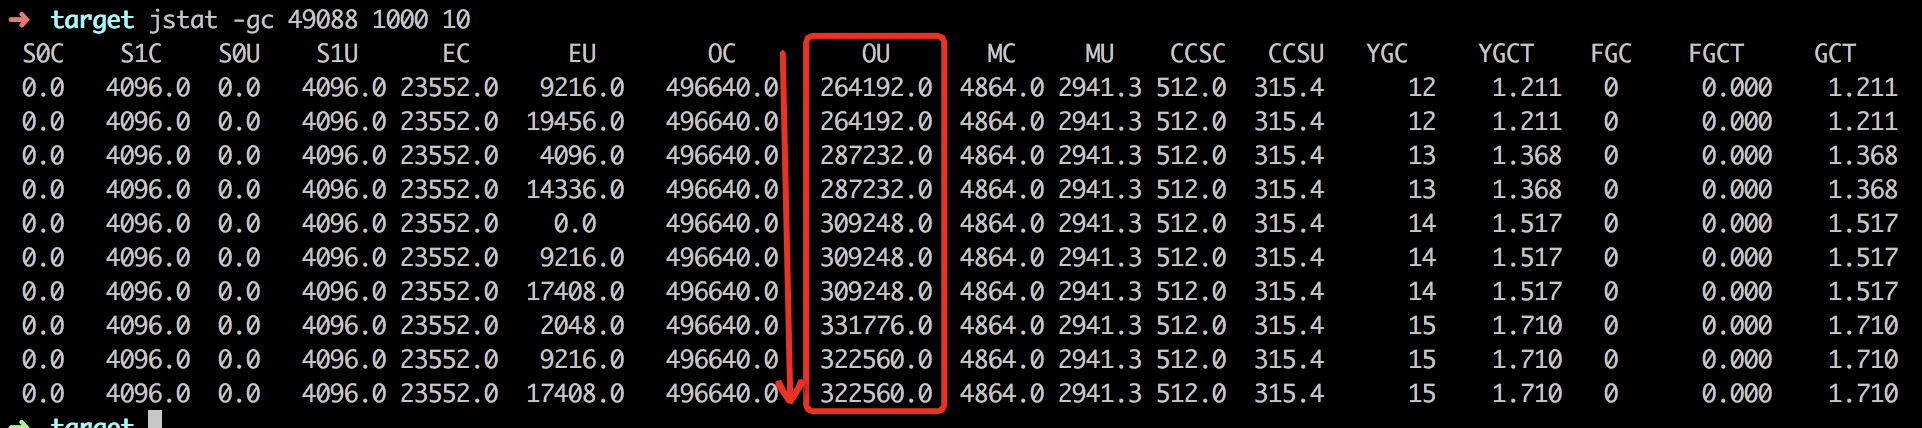 ➜ target jstat -gc 49088 1000 10
S0C S1C S0U S1U EC EU OC OU MC MU CCSC CCSU YGC YGCT FGC FGCT GCT
0.0 4096.0 0.0 4096.0 23552.0 9216.0 496640.0 264192.0 4864.0 2941.3 512.0 315.4 12 1.211 0 0.000 1.211
0.0 4096.0 0.0 4096.0 23552.0 19456.0 496640.0 264192.0 4864.0 2941.3 512.0 315.4 12 1.211 0 0.000 1.211
0.0 4096.0 0.0 4096.0 23552.0 4096.0 496640.0 287232.0 4864.0 2941.3 512.0 315.4 13 1.368 0 0.000 1.368
0.0 4096.0 0.0 4096.0 23552.0 14336.0 496640.0 287232.0 4864.0 2941.3 512.0 315.4 13 1.368 0 0.000 1.368
0.0 4096.0 0.0 4096.0 23552.0 0.0 496640.0 309248.0 4864.0 2941.3 512.0 315.4 14 1.517 0 0.000 1.517
0.0 4096.0 0.0 4096.0 23552.0 9216.0 496640.0 309248.0 4864.0 2941.3 512.0 315.4 14 1.517 0 0.000 1.517
0.0 4096.0 0.0 4096.0 23552.0 17408.0 496640.0 309248.0 4864.0 2941.3 512.0 315.4 14 1.517 0 0.000 1.517
0.0 4096.0 0.0 4096.0 23552.0 2048.0 496640.0 331776.0 4864.0 2941.3 512.0 315.4 15 1.710 0 0.000 1.710
0.0 4096.0 0.0 4096.0 23552.0 9216.0 496640.0 322560.0 4864.0 2941.3 512.0 315.4 15 1.710 0 0.000 1.710
0.0 4096.0 0.0 4096.0 23552.0 17408.0 496640.0 322560.0 4864.0 2941.3 512.0 315.4 15 1.710 0 0.000 1.710
➜ target